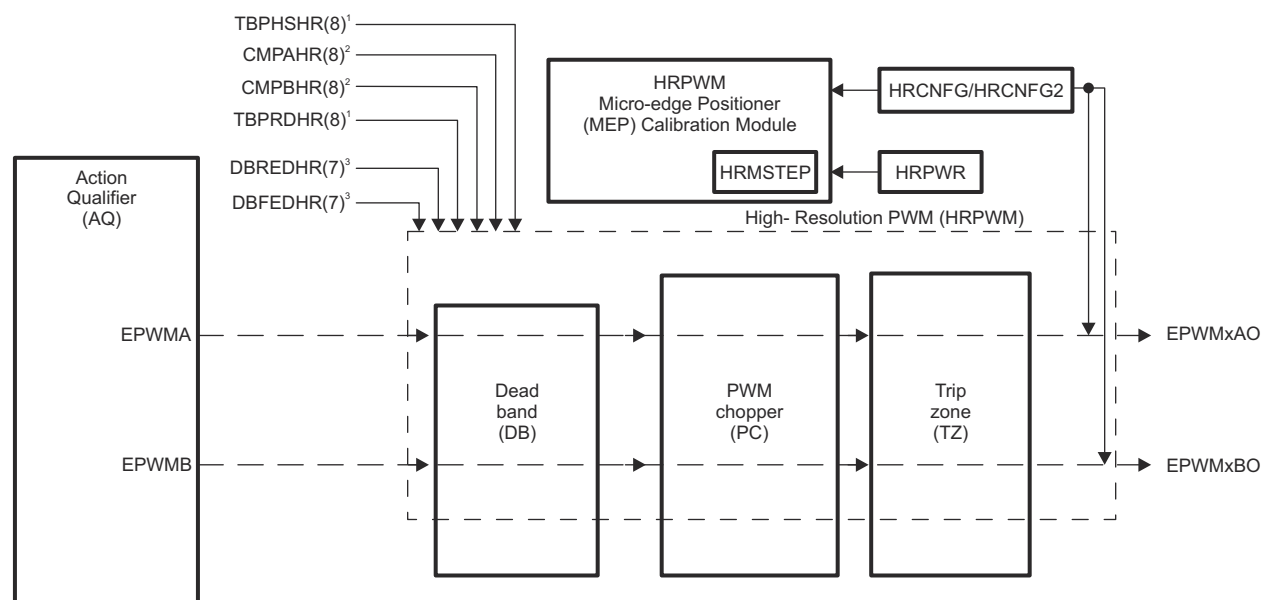 TBPHSHR(8)¹
CMPAHR(8)²
CMPBHR(8)²
TBPRDHR(8)¹
DBREDHR(7)³
DBFEDHR(7)³
HRPWM
Micro-edge Positioner
(MEP) Calibration Module
HRMSTEP
HRCNFG/HRCNFG2
HRPWR
High- Resolution PWM (HRPWM)
Action
Qualifier
(AQ)
EPWMA
EPWMB
Dead
band
(DB)
PWM
chopper
(PC)
Trip
zone
(TZ)
EPWMxAO
EPWMxBO